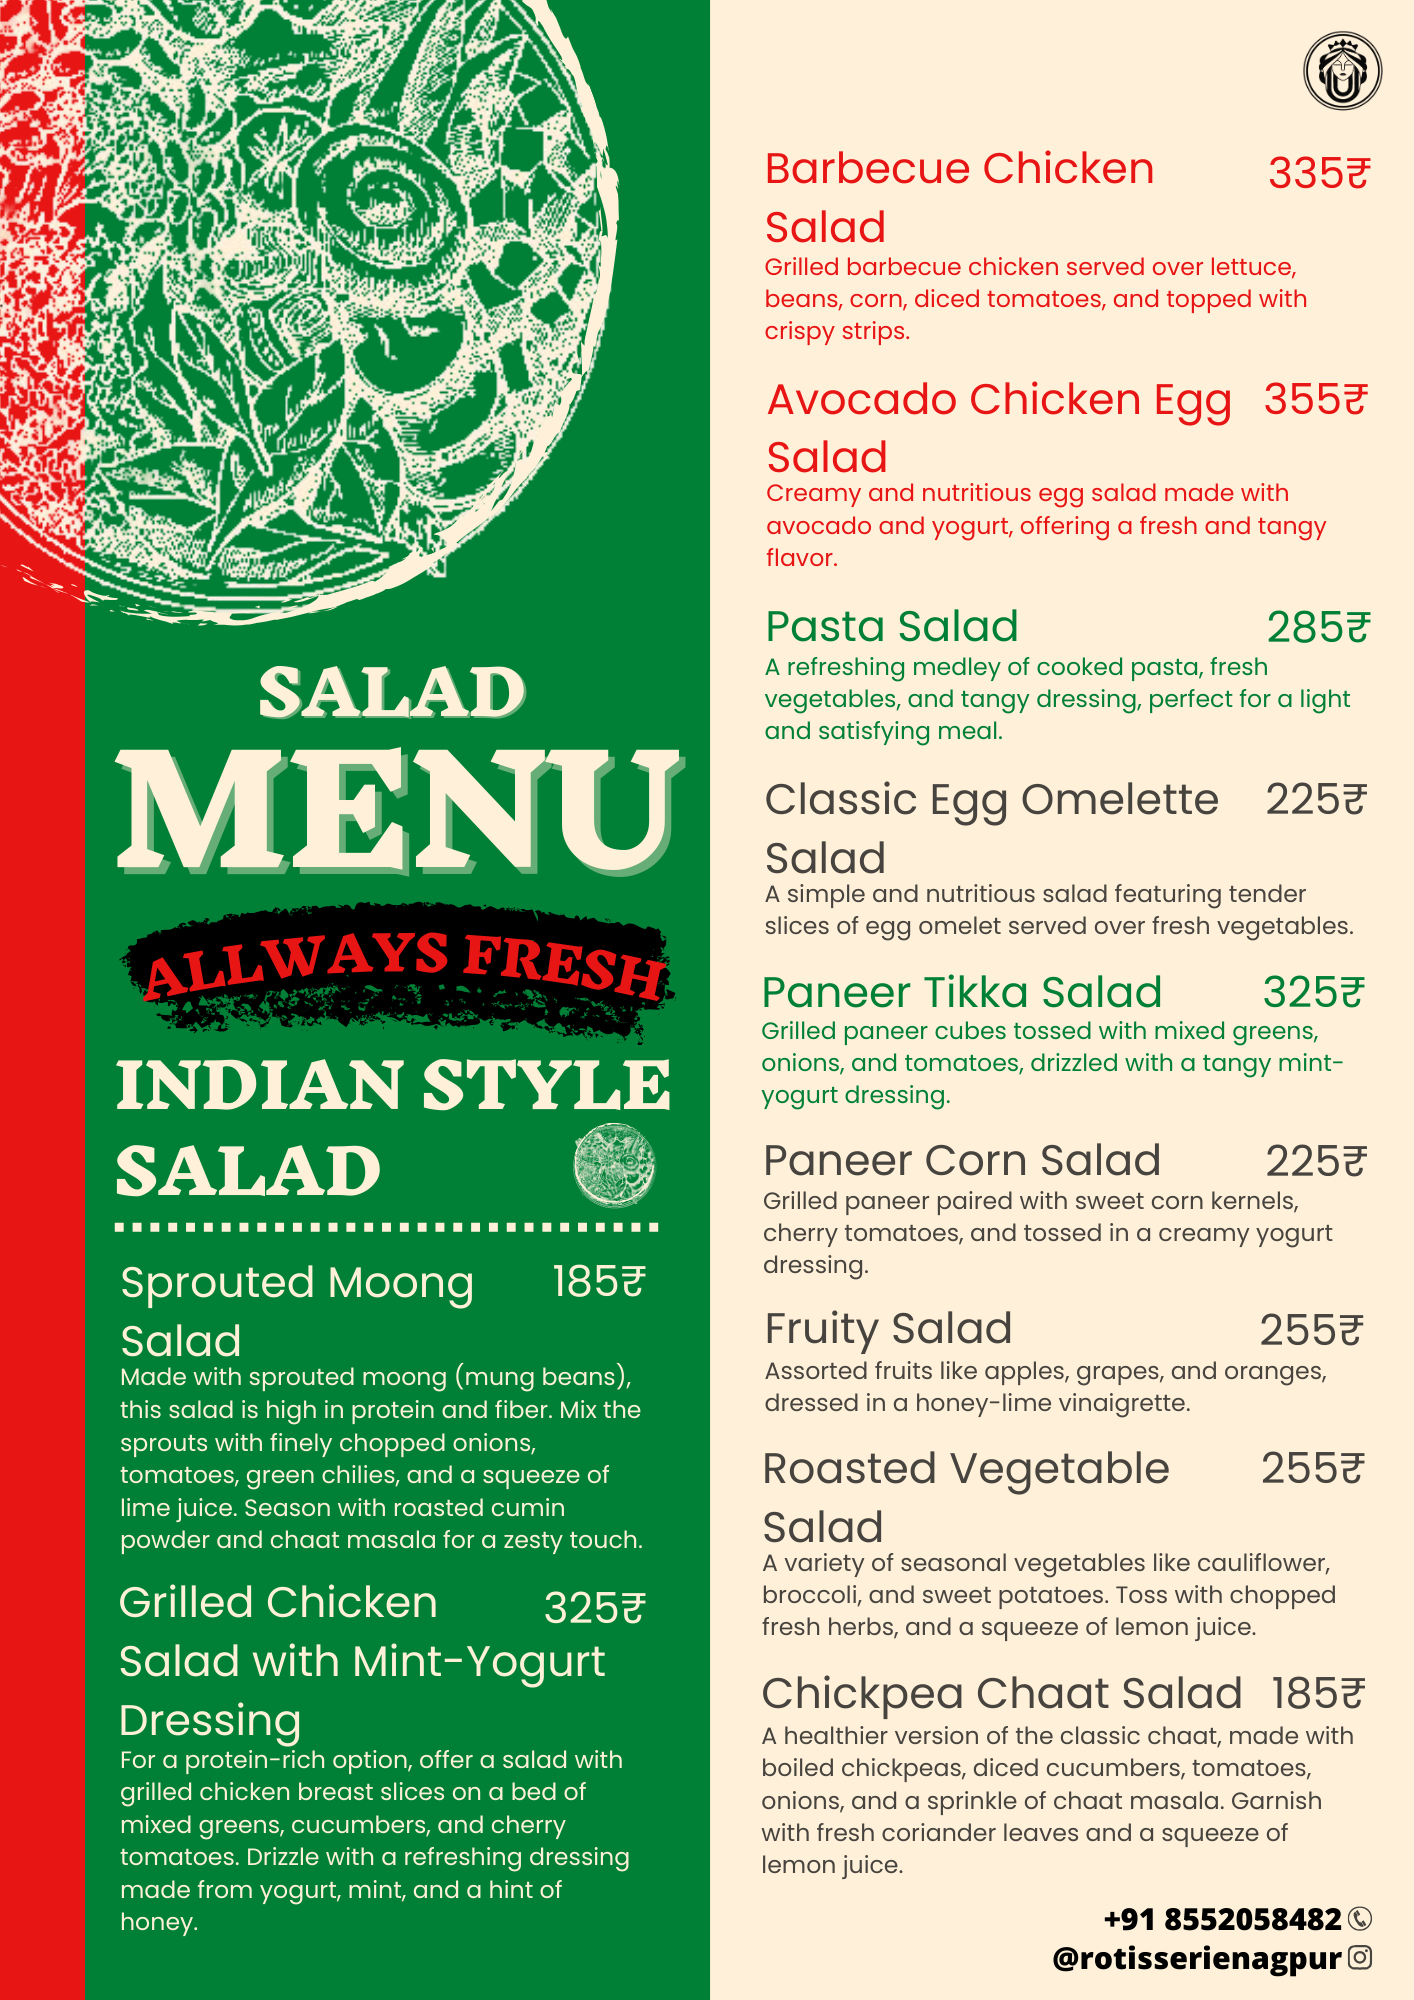 SALAD
MENU
ALLWAYS FRESH
INDIAN STYLE
SALAD
Sprouted Moong 185₹
Salad
Made with sprouted moong (mung beans),
this salad is high in protein and fiber. Mix the
sprouts with finely chopped onions,
tomatoes, green chilies, and a squeeze of
lime juice. Season with roasted cumin
powder and chaat masala for a zesty touch.
Grilled Chicken 325₹
Salad with Mint-Yogurt
Dressing
For a protein-rich option, offer a salad with
grilled chicken breast slices on a bed of
mixed greens, cucumbers, and cherry
tomatoes. Drizzle with a refreshing dressing
made from yogurt, mint, and a hint of
honey.
Barbecue Chicken 335₹
Salad
Grilled barbecue chicken served over lettuce,
beans, corn, diced tomatoes, and topped with
crispy strips.
Avocado Chicken Egg 355₹
Salad
Creamy and nutritious egg salad made with
avocado and yogurt, offering a fresh and tangy
flavor.
Pasta Salad 285₹
A refreshing medley of cooked pasta, fresh
vegetables, and tangy dressing, perfect for a light
and satisfying meal.
Classic Egg Omelette 225₹
Salad
A simple and nutritious salad featuring tender
slices of egg omelet served over fresh vegetables.
Paneer Tikka Salad 325₹
Grilled paneer cubes tossed with mixed greens,
onions, and tomatoes, drizzled with a tangy mint-
yogurt dressing.
Paneer Corn Salad 225₹
Grilled paneer paired with sweet corn kernels,
cherry tomatoes, and tossed in a creamy yogurt
dressing.
Fruity Salad 255₹
Assorted fruits like apples, grapes, and oranges,
dressed in a honey-lime vinaigrette.
Roasted Vegetable 255₹
Salad
A variety of seasonal vegetables like cauliflower,
broccoli, and sweet potatoes. Toss with chopped
fresh herbs, and a squeeze of lemon juice.
Chickpea Chaat Salad 185₹
A healthier version of the classic chaat, made with
boiled chickpeas, diced cucumbers, tomatoes,
onions, and a sprinkle of chaat masala. Garnish
with fresh coriander leaves and a squeeze of
lemon juice.
+91 8552058482
@rotisserienagpur